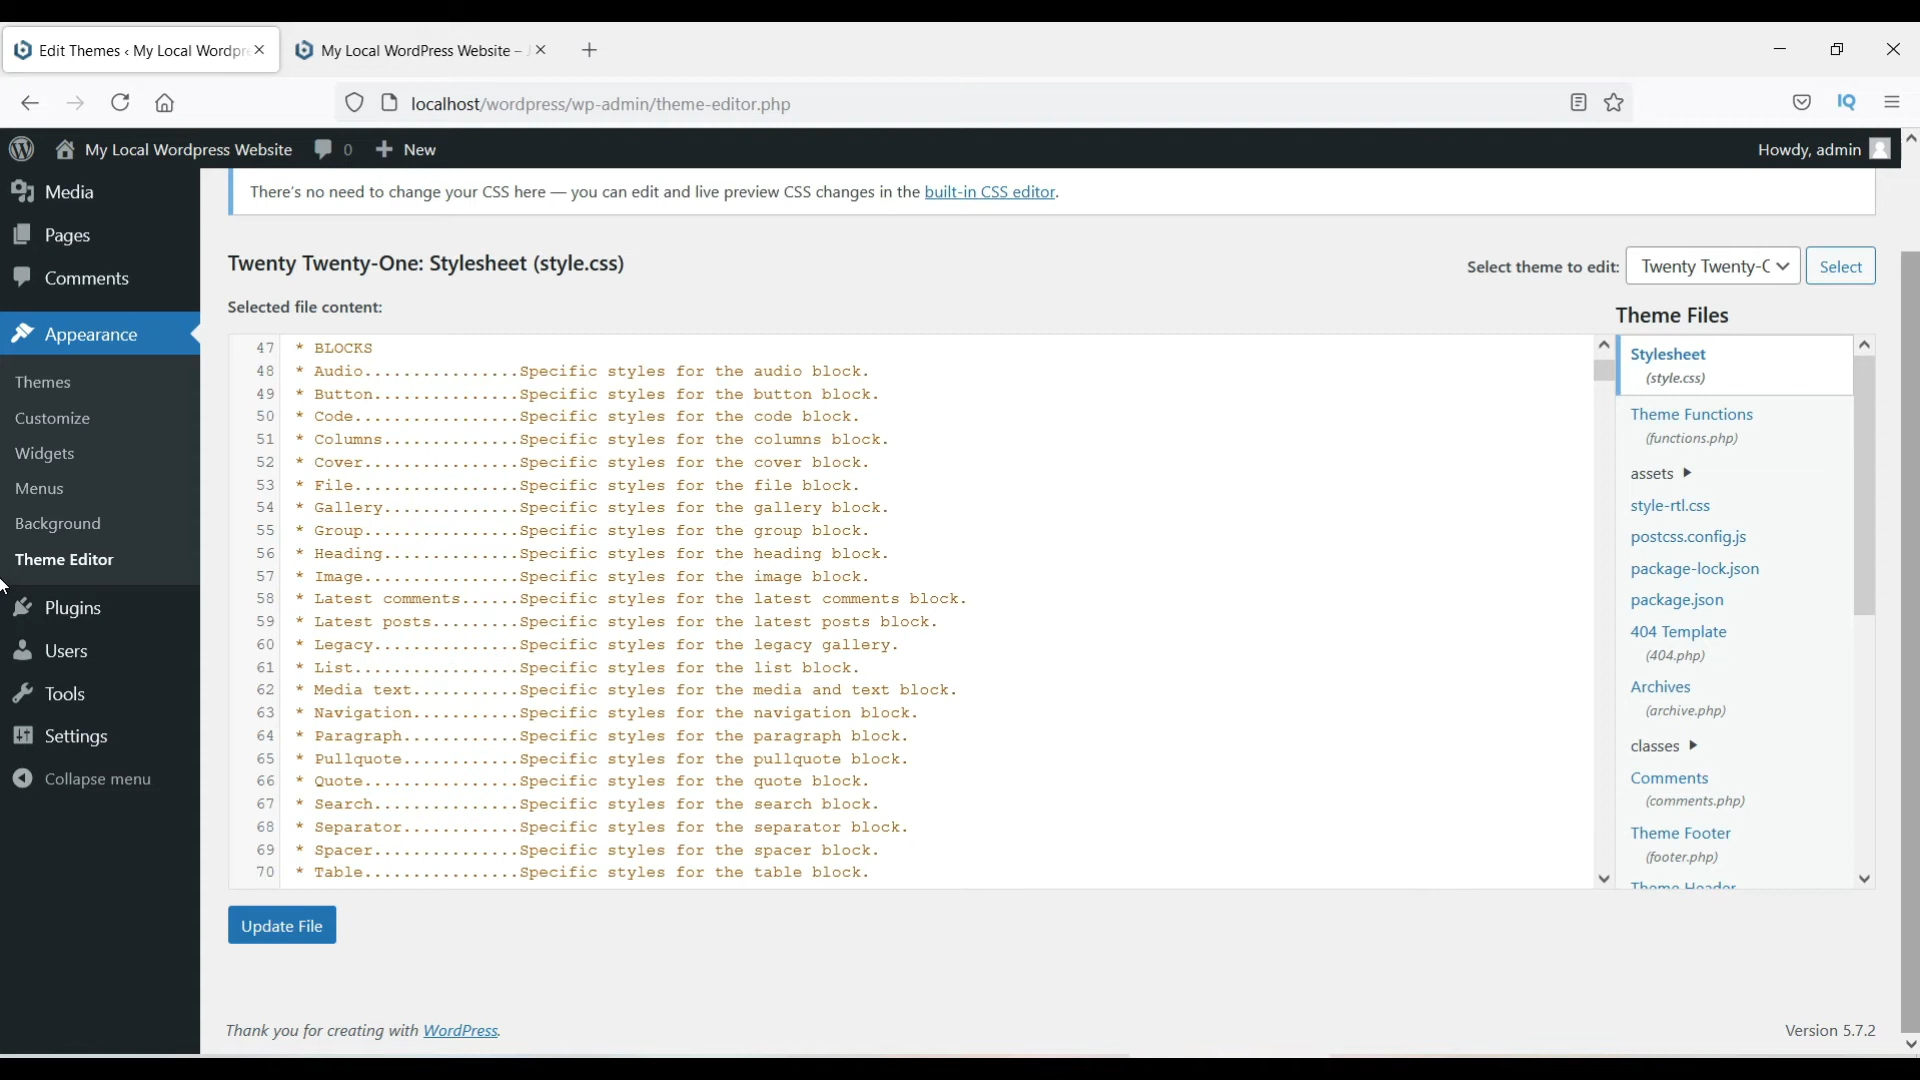 Edit Themes ‹ My Local Wordpr
My Local WordPress Website –
localhost/wordpress/wp-admin/theme-editor.php
IQ
My Local Wordpress Website
0
New
Howdy, admin
Media
Pages
Comments
Appearance
Themes
Customize
Widgets
Menus
Background
Theme Editor
Plugins
Users
Tools
Settings
Collapse menu
There's no need to change your CSS here — you can edit and live preview CSS changes in the built-in CSS editor.
Twenty Twenty-One: Stylesheet (style.css)
Select theme to edit:
Twenty Twenty-C
Select
Selected file content:
47 * BLOCKS
48 * Audio................Specific styles for the audio block.
49 * Button...............Specific styles for the button block.
50 * Code.................Specific styles for the code block.
51 * Columns..............Specific styles for the columns block.
52 * Cover................Specific styles for the cover block.
53 * File.................Specific styles for the file block.
54 * Gallery..............Specific styles for the gallery block.
55 * Group................Specific styles for the group block.
56 * Heading..............Specific styles for the heading block.
57 * Image................Specific styles for the image block.
58 * Latest comments......Specific styles for the latest comments block.
59 * Latest posts.........Specific styles for the latest posts block.
60 * Legacy...............Specific styles for the legacy gallery.
61 * List.................Specific styles for the list block.
62 * Media text...........Specific styles for the media and text block.
63 * Navigation...........Specific styles for the navigation block.
64 * Paragraph............Specific styles for the paragraph block.
65 * Pullquote............Specific styles for the pullquote block.
66 * Quote................Specific styles for the quote block.
67 * Search...............Specific styles for the search block.
68 * Separator............Specific styles for the separator block.
69 * Spacer...............Specific styles for the spacer block.
70 * Table................Specific styles for the table block.
Theme Files
Stylesheet
(style.css)
Theme Functions
(functions.php)
assets
style-rtl.css
postcss.config.js
package-lock.json
package.json
404 Template
(404.php)
Archives
(archive.php)
classes
Comments
(comments.php)
Theme Footer
(footer.php)
Theme Header
Update File
Thank you for creating with WordPress.
Version 5.7.2